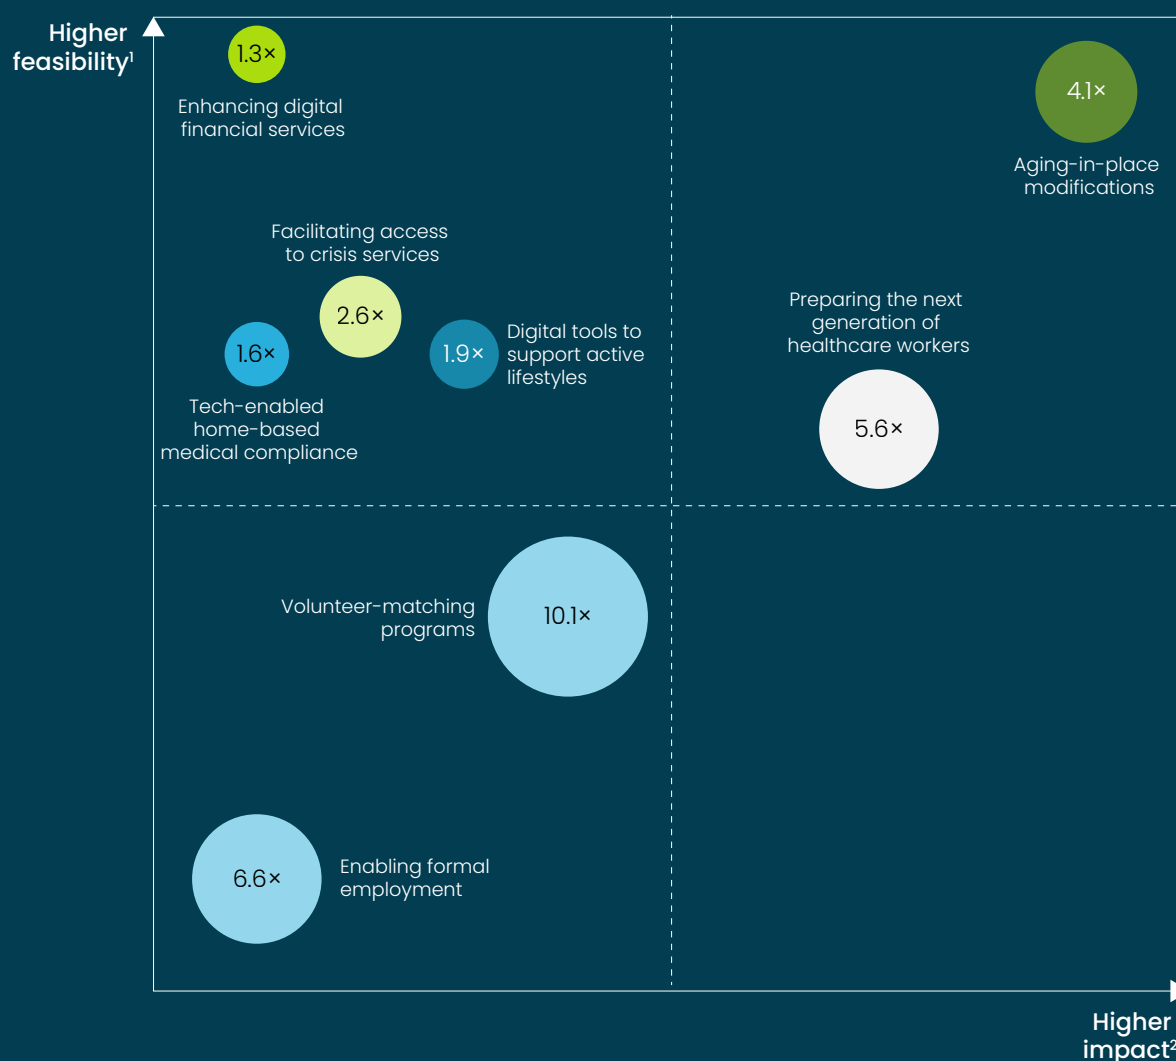 Higher
feasibility¹
1.3×
Enhancing digital
financial services
4.1×
Aging-in-place
modifications
Facilitating access
to crisis services
2.6×
1.6×
Tech-enabled
home-based
medical compliance
1.9×
Digital tools to
support active
lifestyles
Preparing the next
generation of
healthcare workers
5.6×
Volunteer-matching
programs
10.1×
6.6×
Enabling formal
employment
Higher
impact²